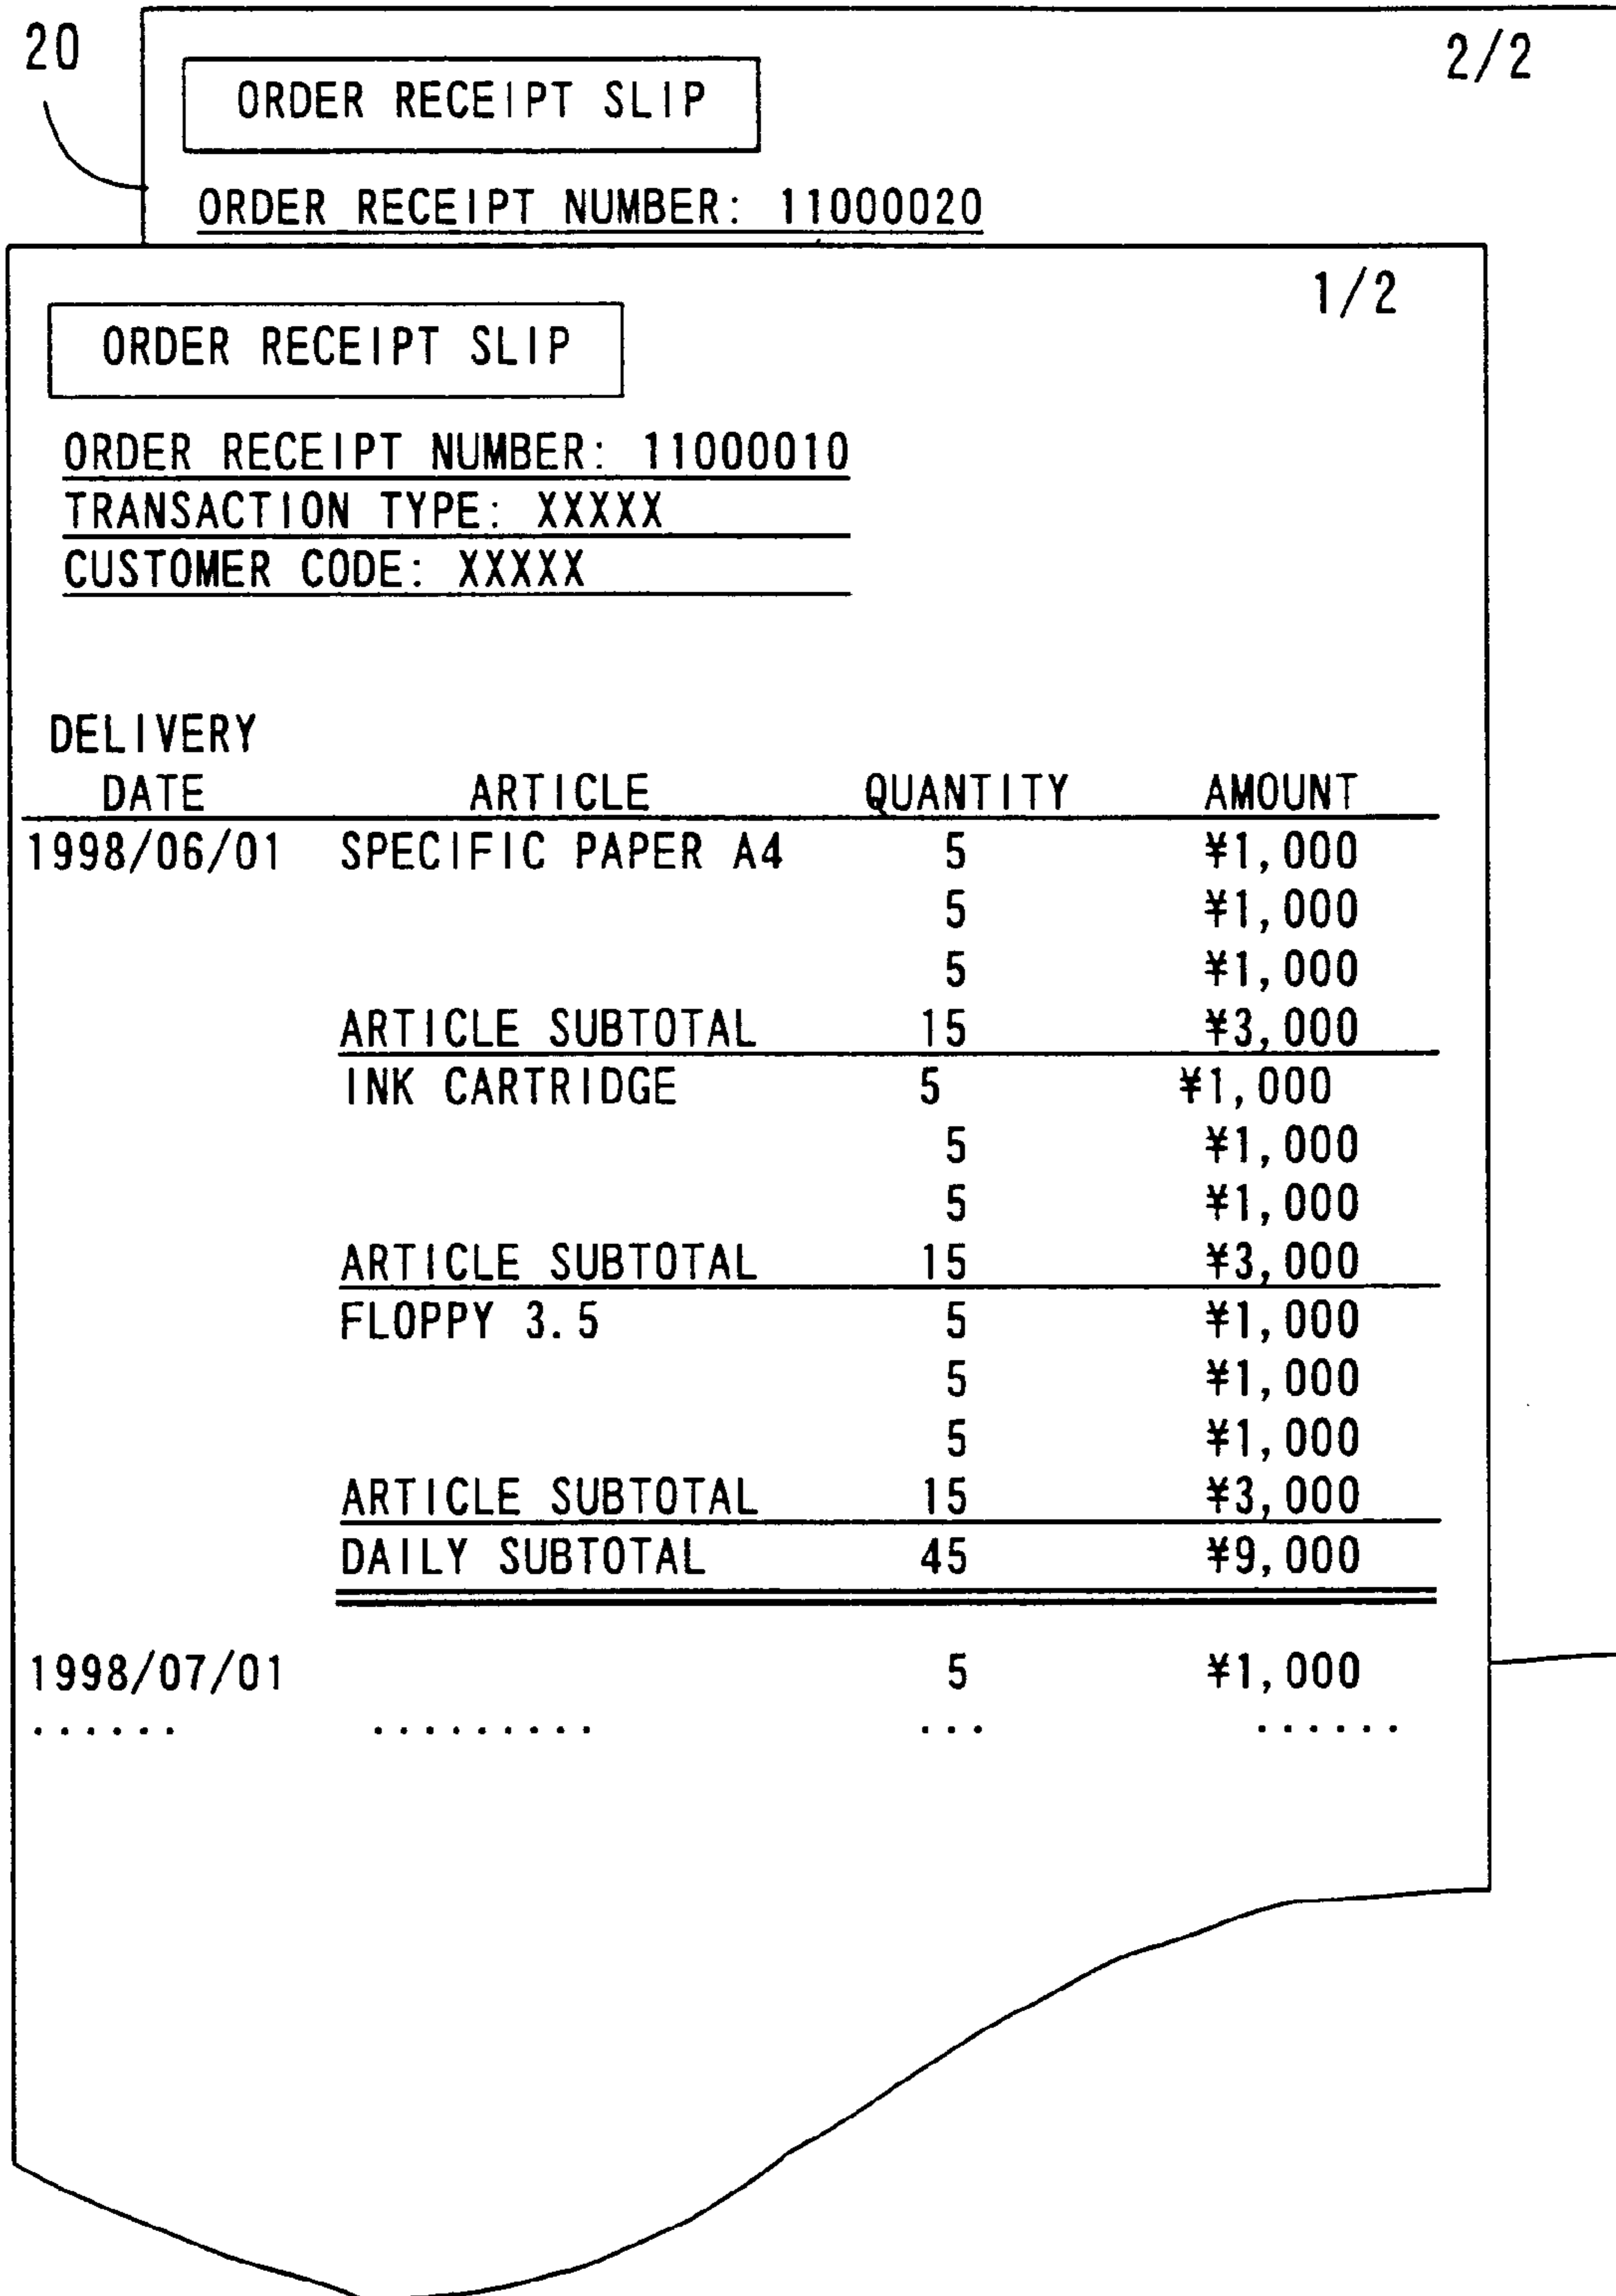 20
2/2
ORDER RECEIPT SLIP
ORDER RECEIPT NUMBER: 11000020
1/2
ORDER RECEIPT SLIP
ORDER RECEIPT NUMBER: 11000010
TRANSACTION TYPE: XXXXX
CUSTOMER CODE: XXXXX
DELIVERY
DATE ARTICLE QUANTITY AMOUNT
1998/06/01 SPECIFIC PAPER A4 5 ¥1,000
5 ¥1,000
5 ¥1,000
ARTICLE SUBTOTAL 15 ¥3,000
INK CARTRIDGE 5 ¥1,000
5 ¥1,000
5 ¥1,000
ARTICLE SUBTOTAL 15 ¥3,000
FLOPPY 3.5 5 ¥1,000
5 ¥1,000
5 ¥1,000
ARTICLE SUBTOTAL 15 ¥3,000
DAILY SUBTOTAL 45 ¥9,000
1998/07/01 5 ¥1,000
...... ......... ... ......